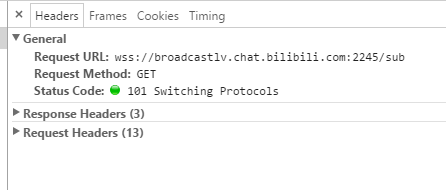 × Headers Frames Cookies Timing
▼ General
Request URL: wss://broadcastlv.chat.bilibili.com:2245/sub
Request Method: GET
Status Code: 101 Switching Protocols
▶ Response Headers (3)
▶ Request Headers (13)